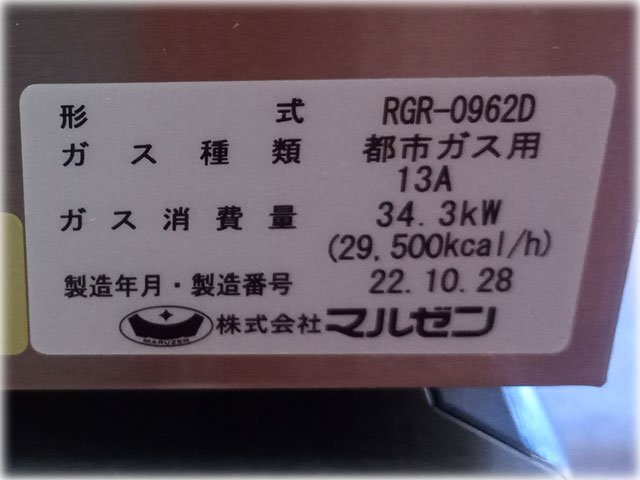 形式 RGR-0962D
ガス種類 都市ガス用
13A
ガス消費量 34.3kW
(29,500kcal/h)
製造年月・製造番号 22.10.28
MARUZEN 株式会社 マルゼン